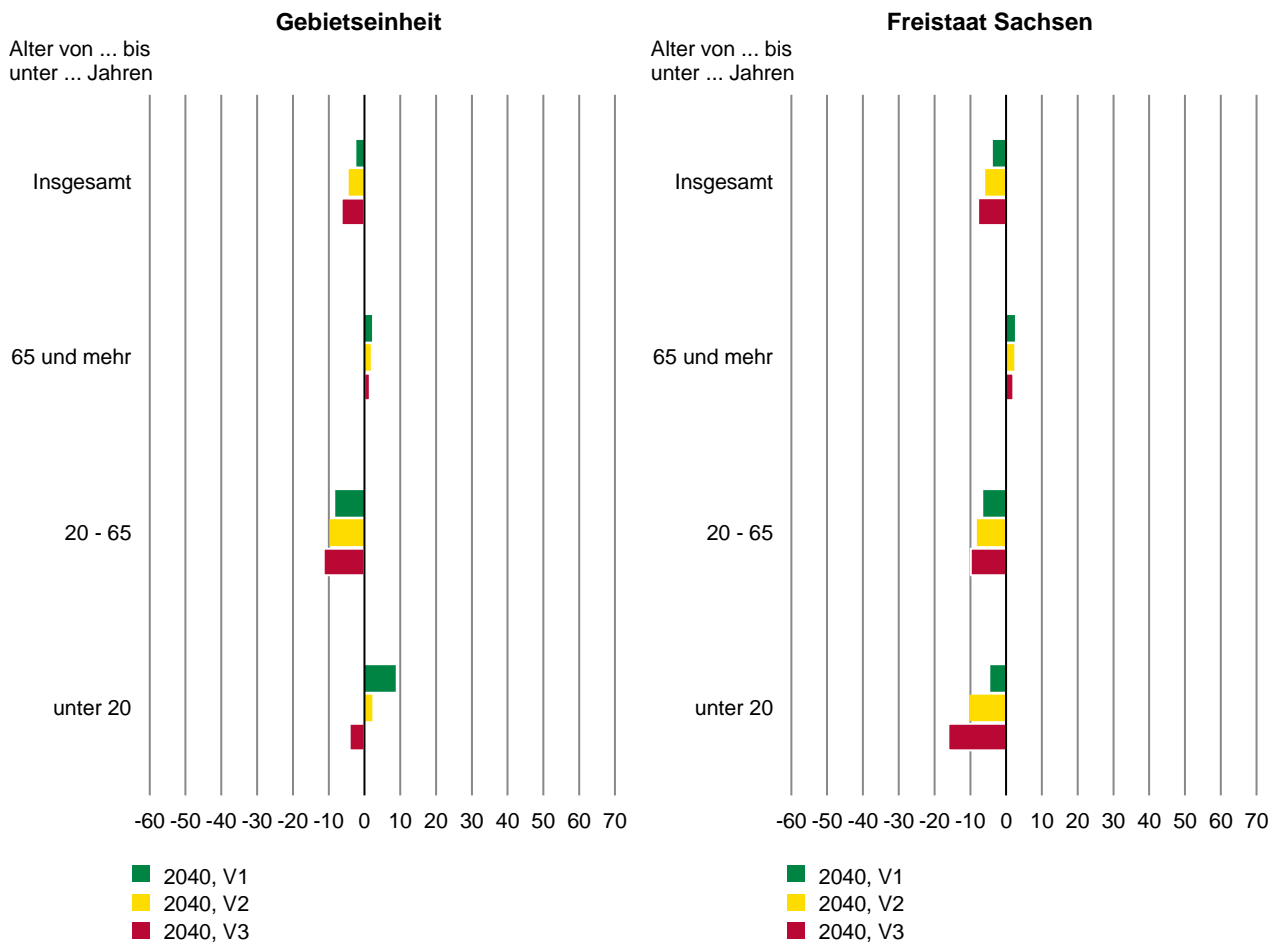 Gebietseinheit
Alter von ... bis
unter ... Jahren
Insgesamt
65 und mehr
20 - 65
unter 20
-60 -50 -40 -30 -20 -10 0 10 20 30 40 50 60 70
2040, V1
2040, V2
2040, V3
Freistaat Sachsen
Alter von ... bis
unter ... Jahren
Insgesamt
65 und mehr
20 - 65
unter 20
-60 -50 -40 -30 -20 -10 0 10 20 30 40 50 60 70
2040, V1
2040, V2
2040, V3